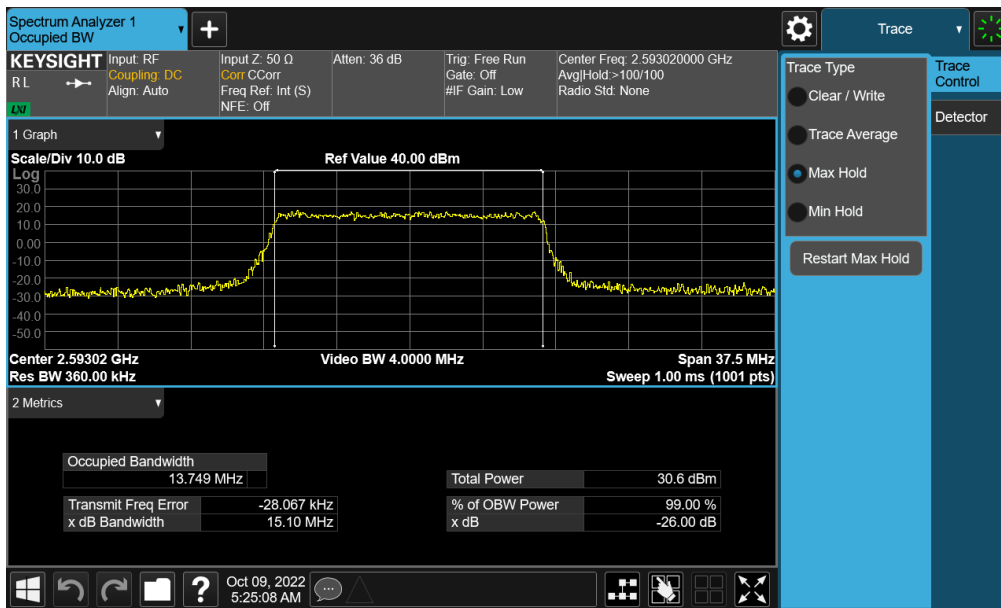 Spectrum Analyzer 1
Occupied BW
+
Trace
KEYSIGHT
R L
LXI
Input: RF
Coupling: DC
Align: Auto
Input Z: 50 Ω
Corr CCorr
Freq Ref: Int (S)
NFE: Off
Atten: 36 dB
Trig: Free Run
Gate: Off
#IF Gain: Low
Center Freq: 2.593020000 GHz
Avg|Hold:>100/100
Radio Std: None
Trace Type
Clear / Write
Trace Average
Max Hold
Min Hold
Restart Max Hold
Trace
Control
Detector
1 Graph
Scale/Div 10.0 dB
Ref Value 40.00 dBm
Log
30.0
20.0
10.0
0.00
-10.0
-20.0
-30.0
-40.0
-50.0
Center 2.59302 GHz
Video BW 4.0000 MHz
Span 37.5 MHz
Res BW 360.00 kHz
Sweep 1.00 ms (1001 pts)
2 Metrics
Occupied Bandwidth
13.749 MHz
Total Power 30.6 dBm
Transmit Freq Error -28.067 kHz
% of OBW Power 99.00 %
x dB Bandwidth 15.10 MHz
x dB -26.00 dB
?
Oct 09, 2022
5:25:08 AM